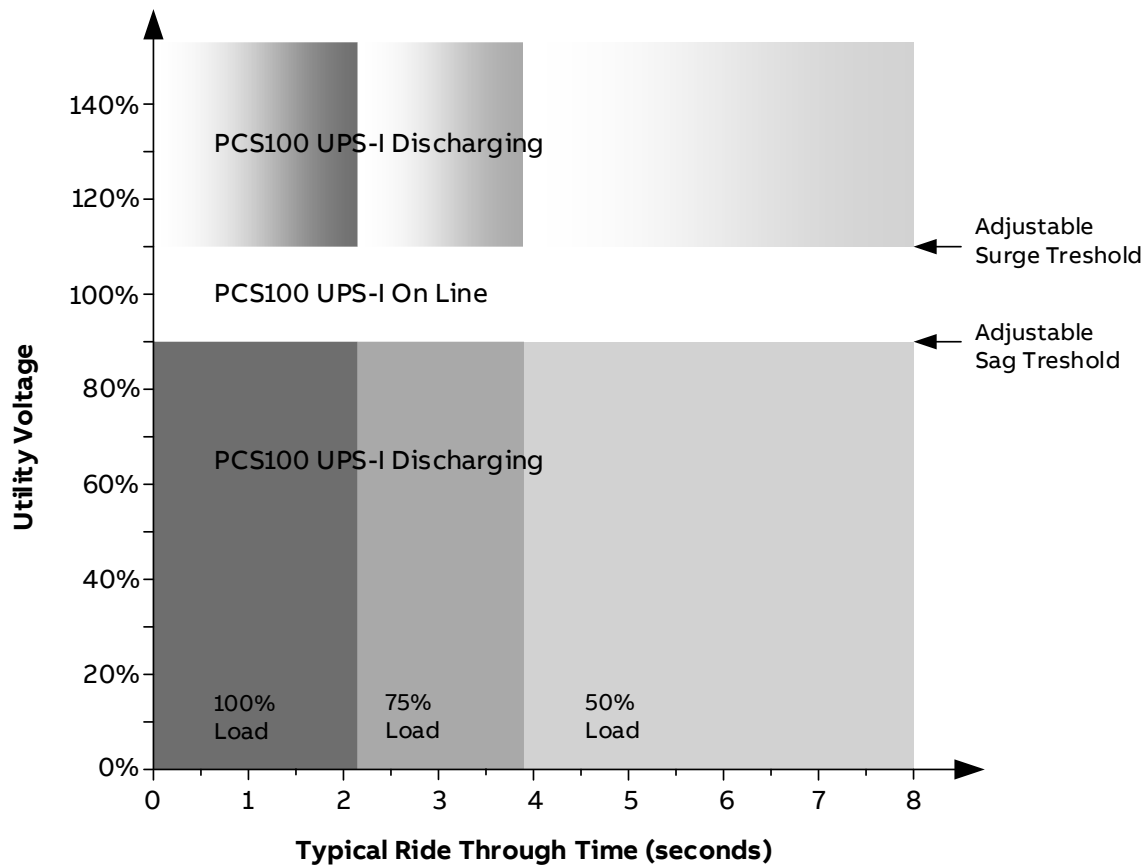 140%
PCS100 UPS-I Discharging
120%
Adjustable
Surge Treshold
100%
PCS100 UPS-I On Line
Adjustable
Sag Treshold
80%
PCS100 UPS-I Discharging
60%
Utility Voltage
40%
20%
100%
Load
75%
Load
50%
Load
0%
0 1 2 3 4 5 6 7 8
Typical Ride Through Time (seconds)